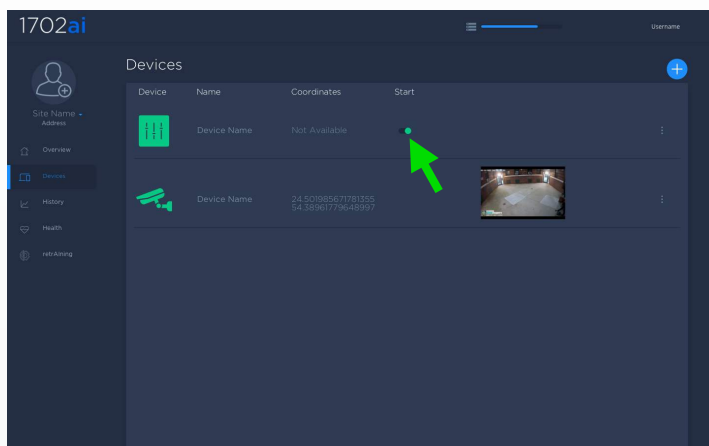 1702ai
Username
Site Name
Address
Overview
Devices
History
Health
retrAIning
Devices
Device Name Coordinates Start
Device Name Not Available
Device Name 24.501985671781355
54.38961779648997